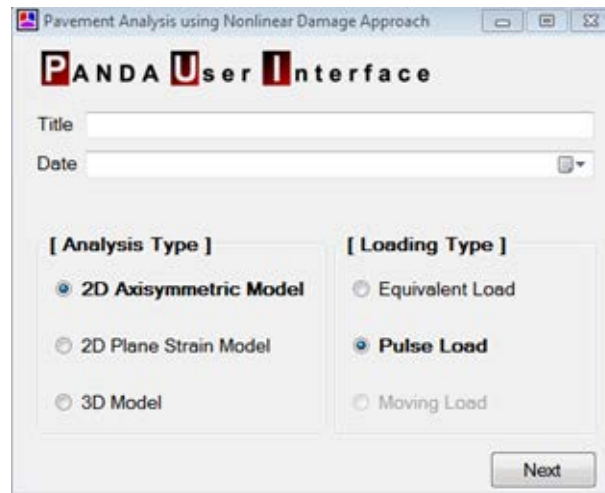 Pavement Analysis using Nonlinear Damage Approach
PANDA User Interface
Title
Date
[ Analysis Type ]
2D Axisymmetric Model
2D Plane Strain Model
3D Model
[ Loading Type ]
Equivalent Load
Pulse Load
Moving Load
Next